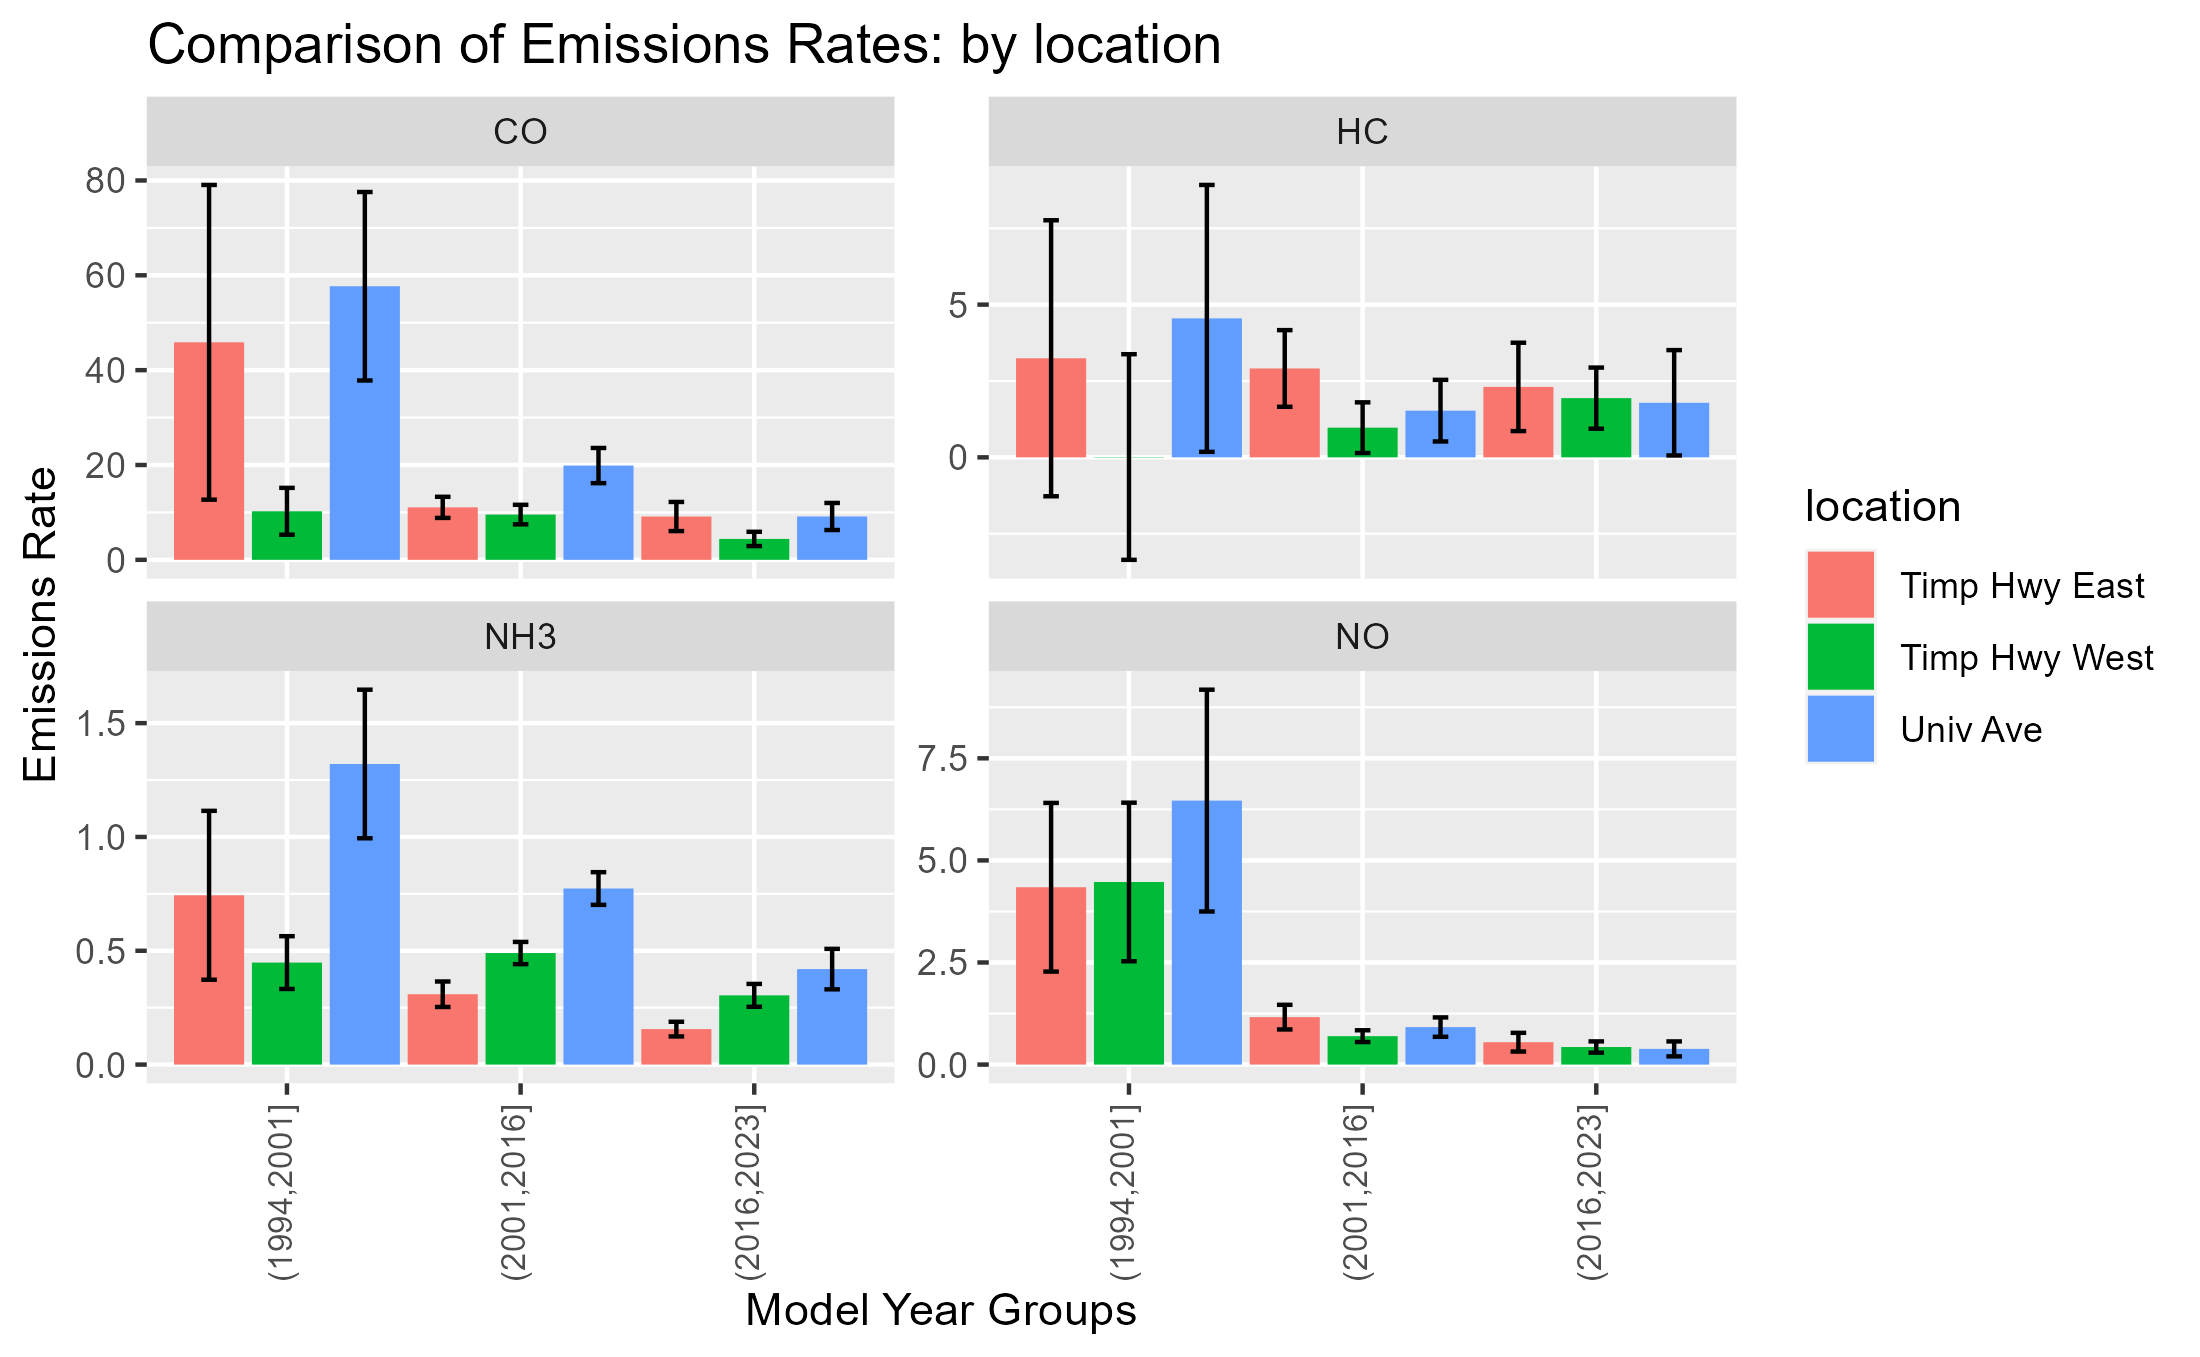 Comparison of Emissions Rates: by location
CO
HC
80
60
40
20
0
5
0
NH3
NO
1.5
1.0
0.5
0.0
7.5
5.0
2.5
0.0
(1994,2001]
(2001,2016]
(2016,2023]
(1994,2001]
(2001,2016]
(2016,2023]
Model Year Groups
Emissions Rate
location
Timp Hwy East
Timp Hwy West
Univ Ave